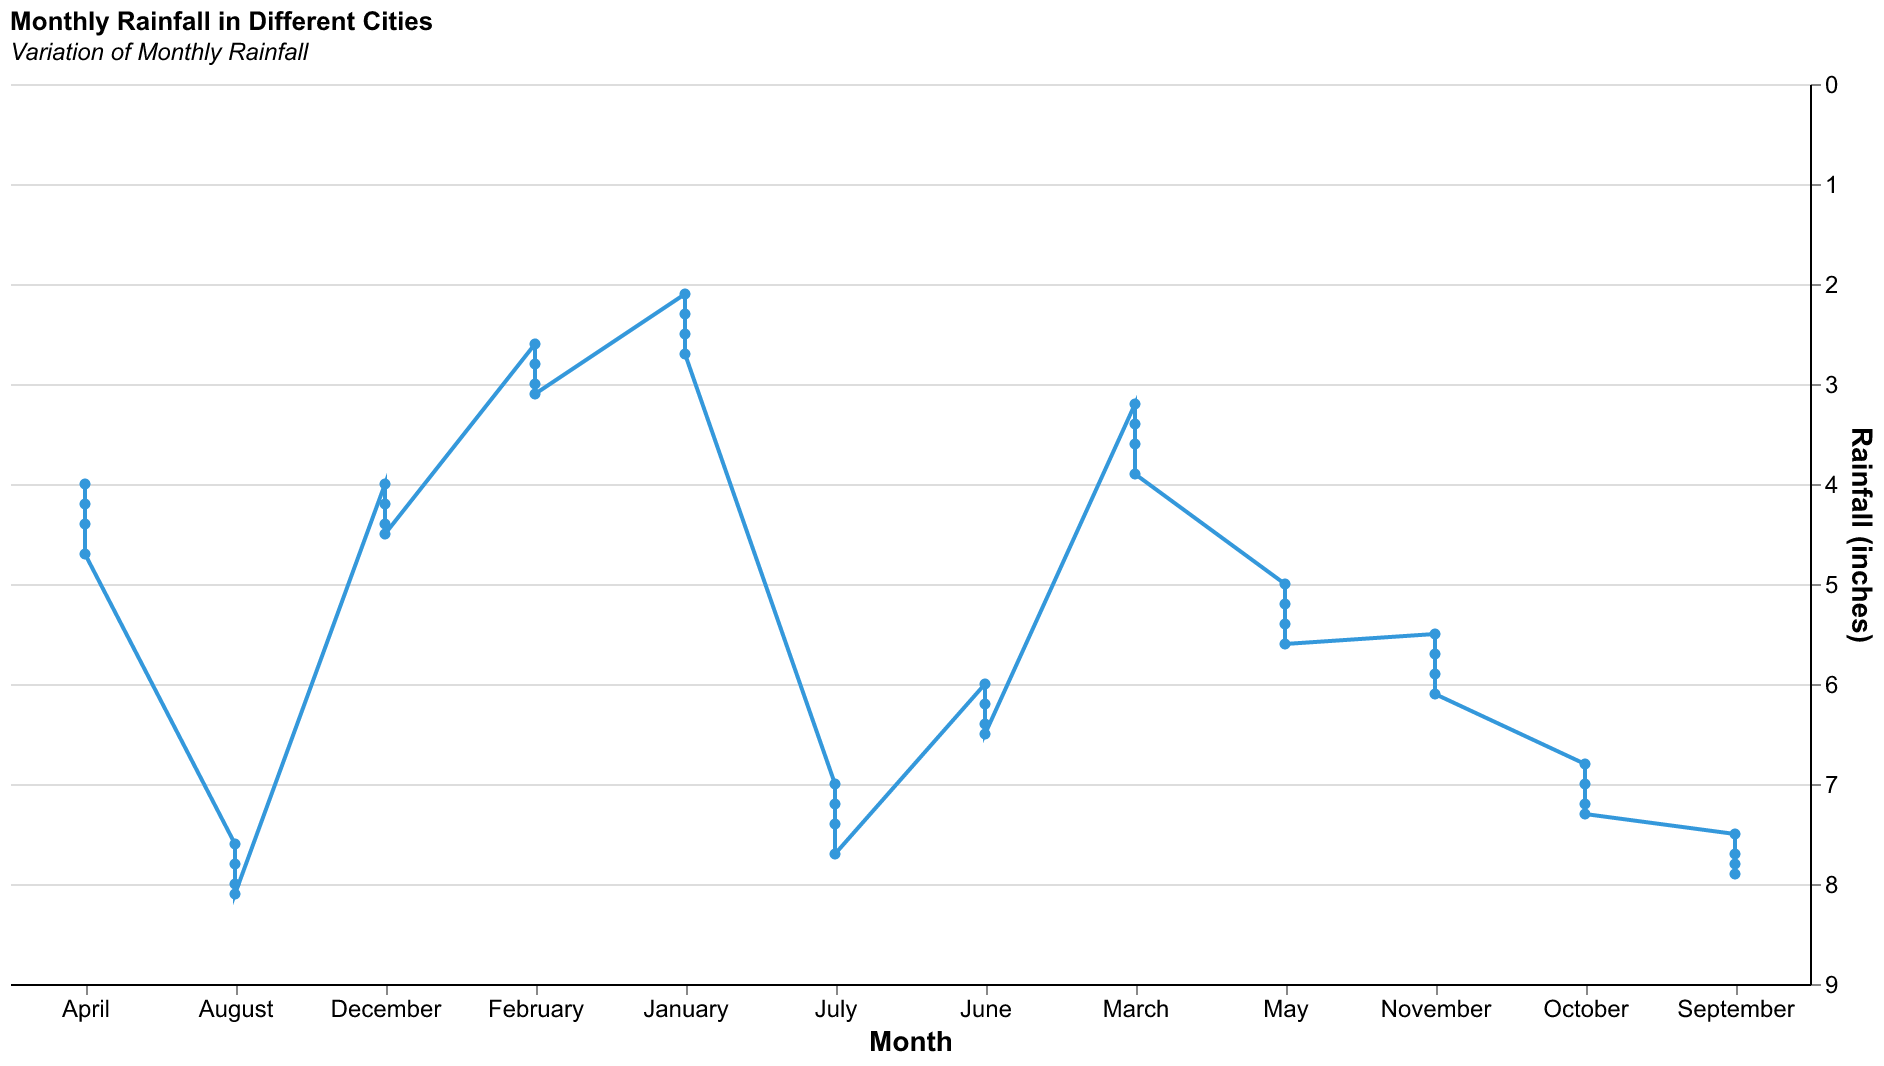 Monthly Rainfall in Different Cities
Variation of Monthly Rainfall
0
1
2
3
4
5
6
7
8
9
Rainfall (inches)
April August December February January July June March May November October September
Month